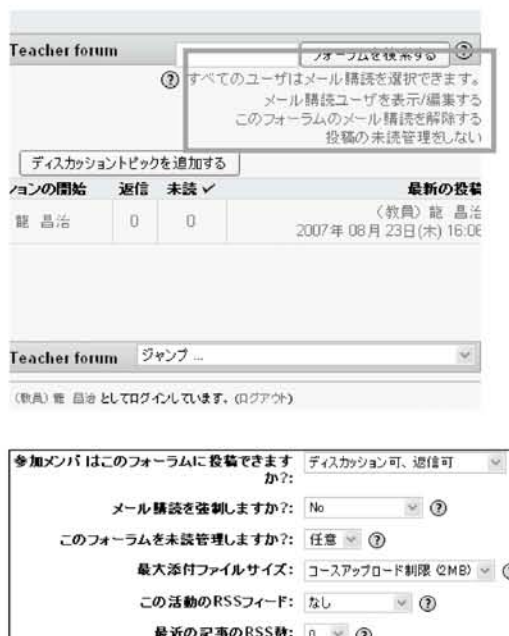 Teacher forum
フォーラムを検索する
すべてのユーザはメール購読を選択できます。
メール購読ユーザを表示/編集する
このフォーラムのメール購読を解除する
投稿の未読管理をしない
ディスカッショントピックを追加する
ションの開始 返信 未読 ✓ 最新の投稿
龍 昌治 0 0 (教員) 龍 昌治
2007年 08月 23日(木) 16:06
Teacher forum ジャンプ ...
(教員) 龍 昌治 としてログインしています。(ログアウト)
参加メンバはこのフォーラムに投稿できます ディスカッション可、返信可
か?:
メール購読を強制しますか?: No
このフォーラムを未読管理しますか?: 任意
最大添付ファイルサイズ: コースアップロード制限 (2MB)
この活動のRSSフィード: なし
最近の記事のRSS数: 0